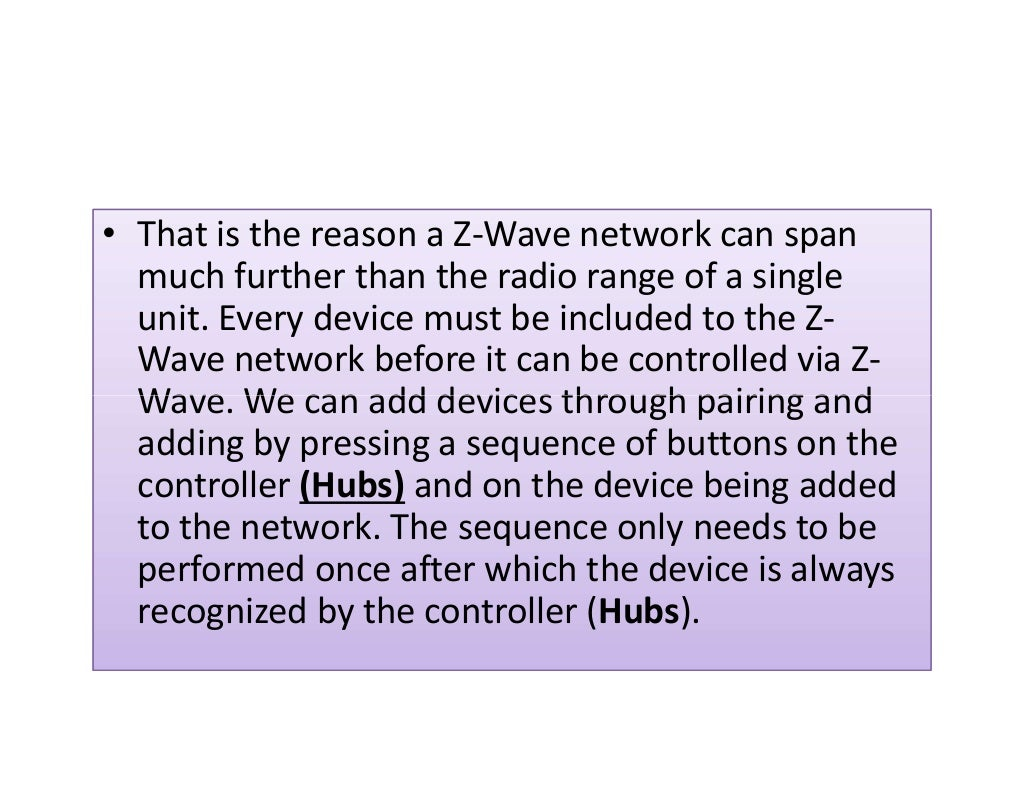 • That is the reason a Z-Wave network can span
much further than the radio range of a single
unit. Every device must be included to the Z-
Wave network before it can be controlled via Z-
Wave. We can add devices through pairing and
adding by pressing a sequence of buttons on the
controller (Hubs) and on the device being added
to the network. The sequence only needs to be
performed once after which the device is always
recognized by the controller (Hubs).